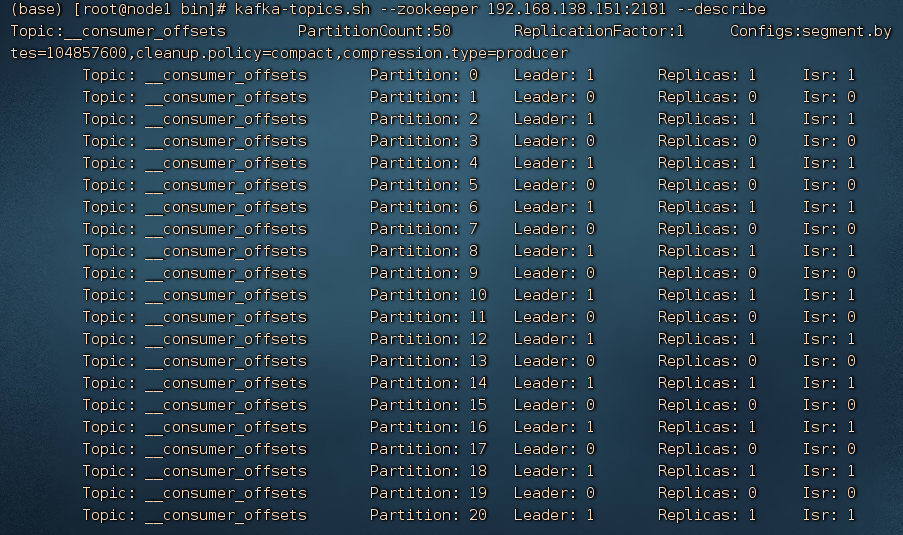 (base) [root@node1 bin]# kafka-topics.sh --zookeeper 192.168.138.151:2181 --describe
Topic:__consumer_offsets PartitionCount:50 ReplicationFactor:1 Configs:segment.by
tes=104857600,cleanup.policy=compact,compression.type=producer
Topic: __consumer_offsets Partition: 0 Leader: 1 Replicas: 1 Isr: 1
Topic: __consumer_offsets Partition: 1 Leader: 0 Replicas: 0 Isr: 0
Topic: __consumer_offsets Partition: 2 Leader: 1 Replicas: 1 Isr: 1
Topic: __consumer_offsets Partition: 3 Leader: 0 Replicas: 0 Isr: 0
Topic: __consumer_offsets Partition: 4 Leader: 1 Replicas: 1 Isr: 1
Topic: __consumer_offsets Partition: 5 Leader: 0 Replicas: 0 Isr: 0
Topic: __consumer_offsets Partition: 6 Leader: 1 Replicas: 1 Isr: 1
Topic: __consumer_offsets Partition: 7 Leader: 0 Replicas: 0 Isr: 0
Topic: __consumer_offsets Partition: 8 Leader: 1 Replicas: 1 Isr: 1
Topic: __consumer_offsets Partition: 9 Leader: 0 Replicas: 0 Isr: 0
Topic: __consumer_offsets Partition: 10 Leader: 1 Replicas: 1 Isr: 1
Topic: __consumer_offsets Partition: 11 Leader: 0 Replicas: 0 Isr: 0
Topic: __consumer_offsets Partition: 12 Leader: 1 Replicas: 1 Isr: 1
Topic: __consumer_offsets Partition: 13 Leader: 0 Replicas: 0 Isr: 0
Topic: __consumer_offsets Partition: 14 Leader: 1 Replicas: 1 Isr: 1
Topic: __consumer_offsets Partition: 15 Leader: 0 Replicas: 0 Isr: 0
Topic: __consumer_offsets Partition: 16 Leader: 1 Replicas: 1 Isr: 1
Topic: __consumer_offsets Partition: 17 Leader: 0 Replicas: 0 Isr: 0
Topic: __consumer_offsets Partition: 18 Leader: 1 Replicas: 1 Isr: 1
Topic: __consumer_offsets Partition: 19 Leader: 0 Replicas: 0 Isr: 0
Topic: __consumer_offsets Partition: 20 Leader: 1 Replicas: 1 Isr: 1